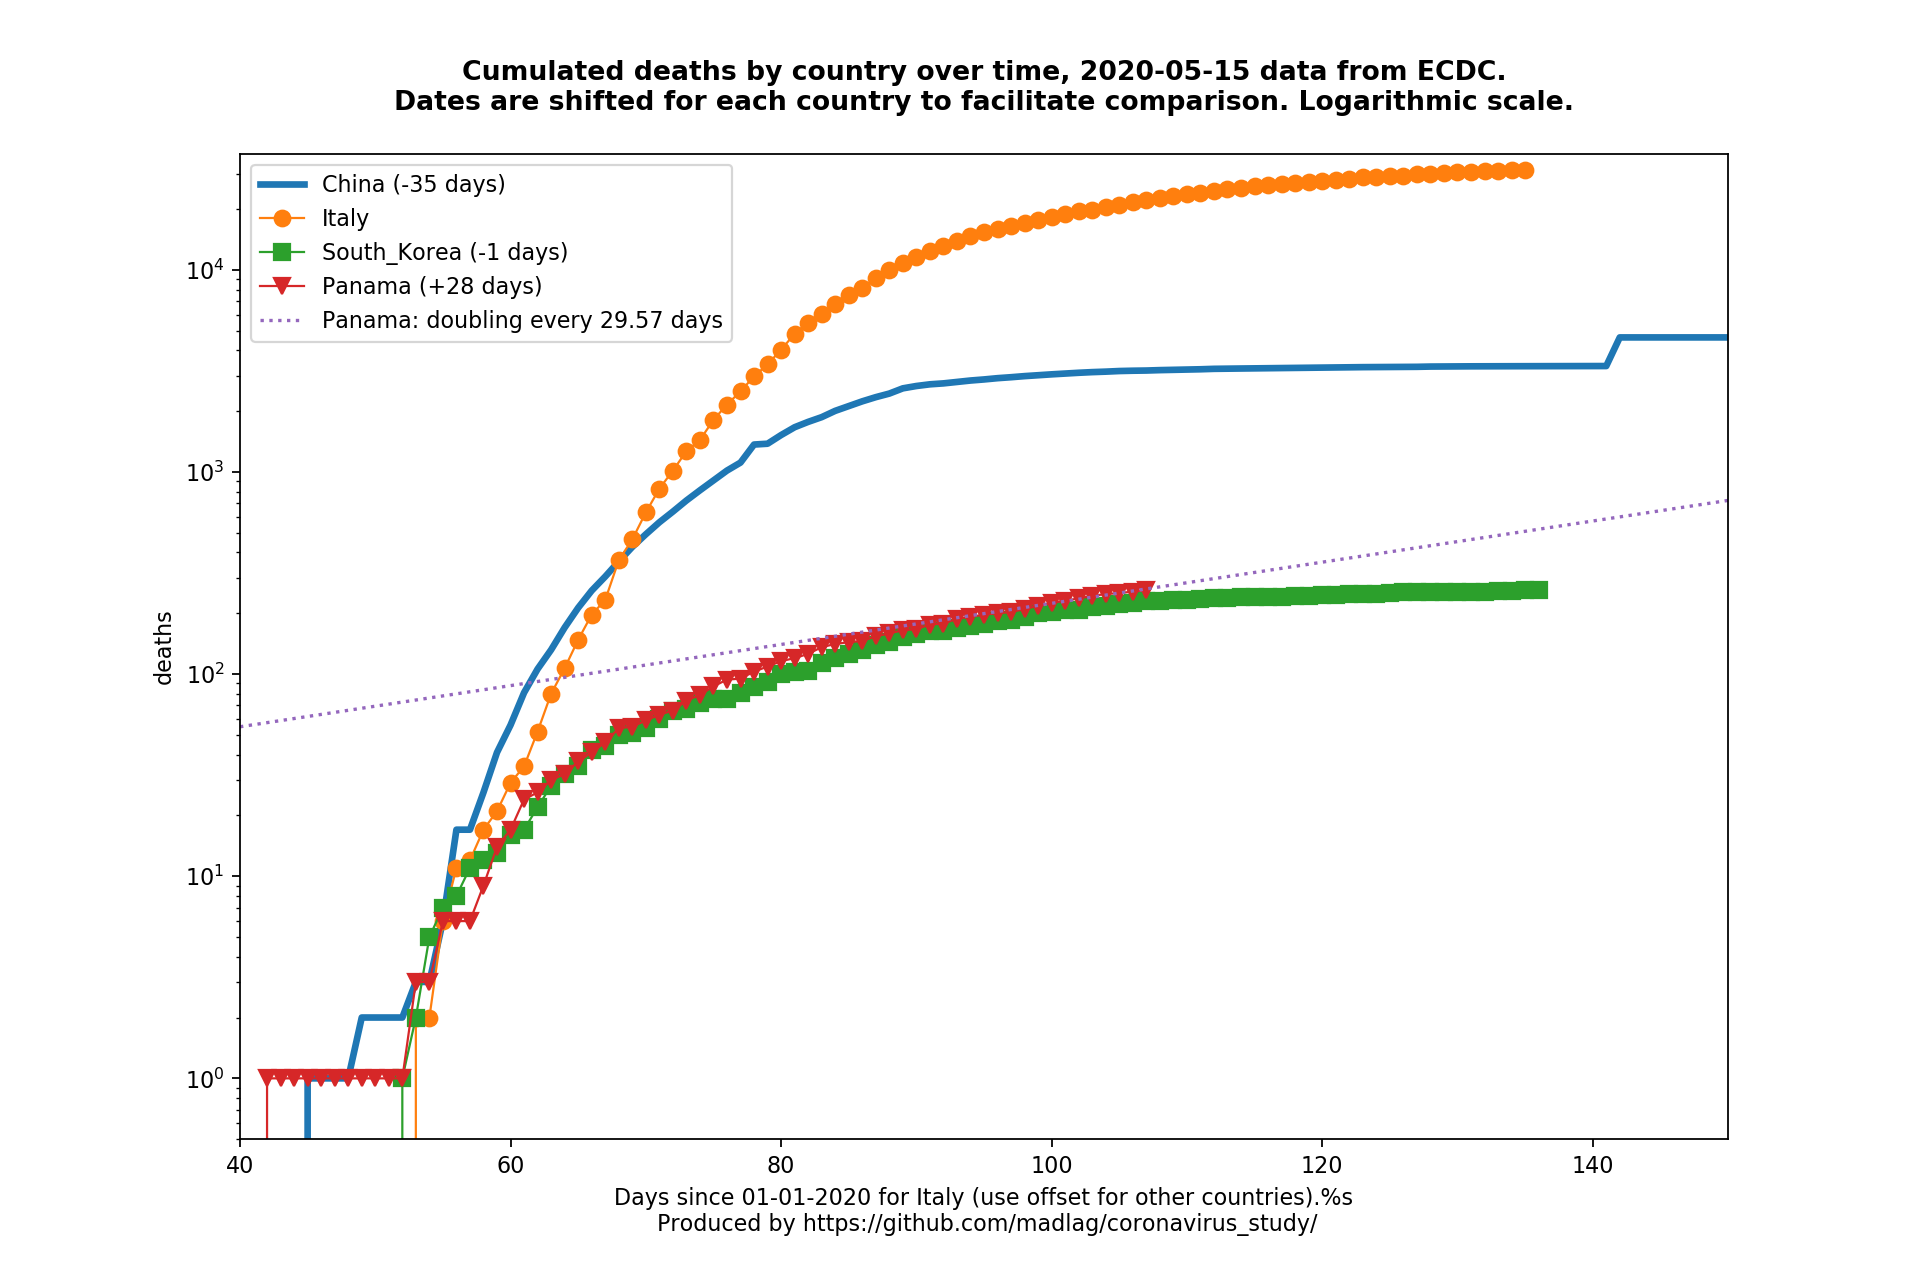 Cumulated deaths by country over time, 2020-05-15 data from ECDC.
Dates are shifted for each country to facilitate comparison. Logarithmic scale.
China (-35 days)
Italy
South_Korea (-1 days)
Panama (+28 days)
Panama: doubling every 29.57 days
deaths
10^4
10^3
10^2
10^1
10^0
40 60 80 100 120 140
Days since 01-01-2020 for Italy (use offset for other countries).%s
Produced by https://github.com/madlag/coronavirus_study/